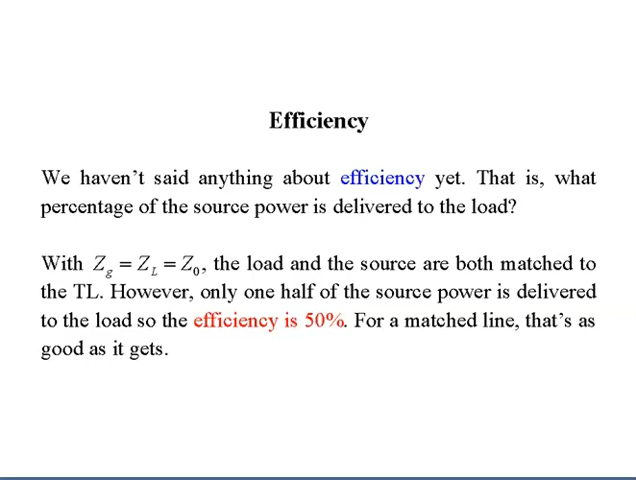 Efficiency
We haven't said anything about efficiency yet. That is, what
percentage of the source power is delivered to the load?
With Z_g = Z_L = Z_0, the load and the source are both matched to
the TL. However, only one half of the source power is delivered
to the load so the efficiency is 50%. For a matched line, that's as
good as it gets.